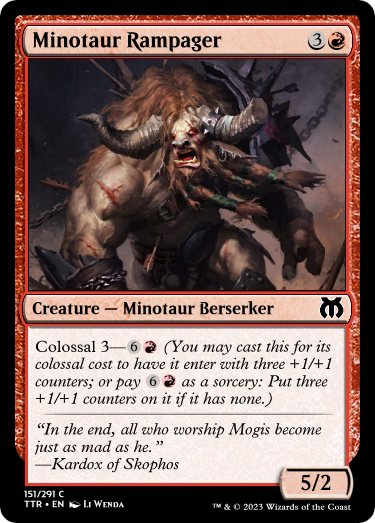 Minotaur Rampager 3
Creature — Minotaur Berserker
Colossal 3—6 (You may cast this for its
colossal cost to have it enter with three +1/+1
counters; or pay 6 as a sorcery: Put three
+1/+1 counters on it if it has none.)
“In the end, all who worship Mogis become
just as mad as he.”
—Kardox of Skophos
5/2
151/291 C
TTR • EN Li Wenda
™ & © 2023 Wizards of the Coast